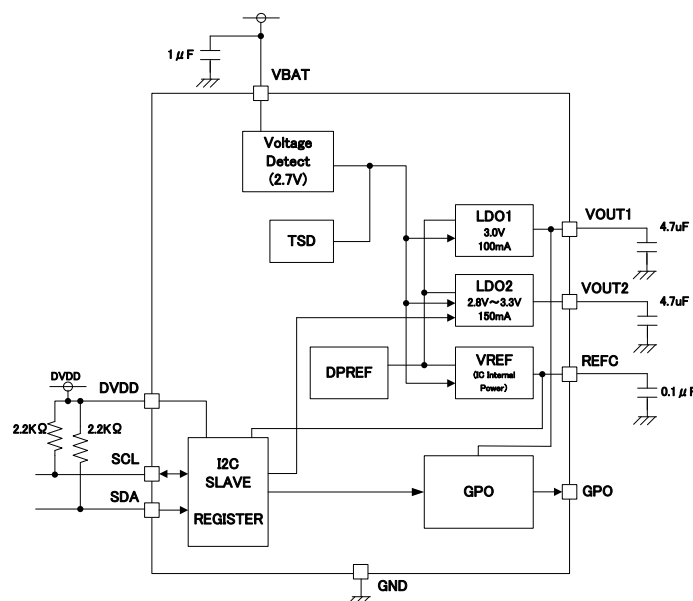 1μF
VBAT
Voltage
Detect
(2.7V)
TSD
LDO1
3.0V
100mA
VOUT1
4.7uF
LDO2
2.8V～3.3V
150mA
VOUT2
4.7uF
DPREF
VREF
(IC Internal
Power)
REFC
0.1μF
DVDD
DVDD
2.2KΩ
2.2KΩ
SCL
SDA
I2C
SLAVE
REGISTER
GPO
GPO
GND